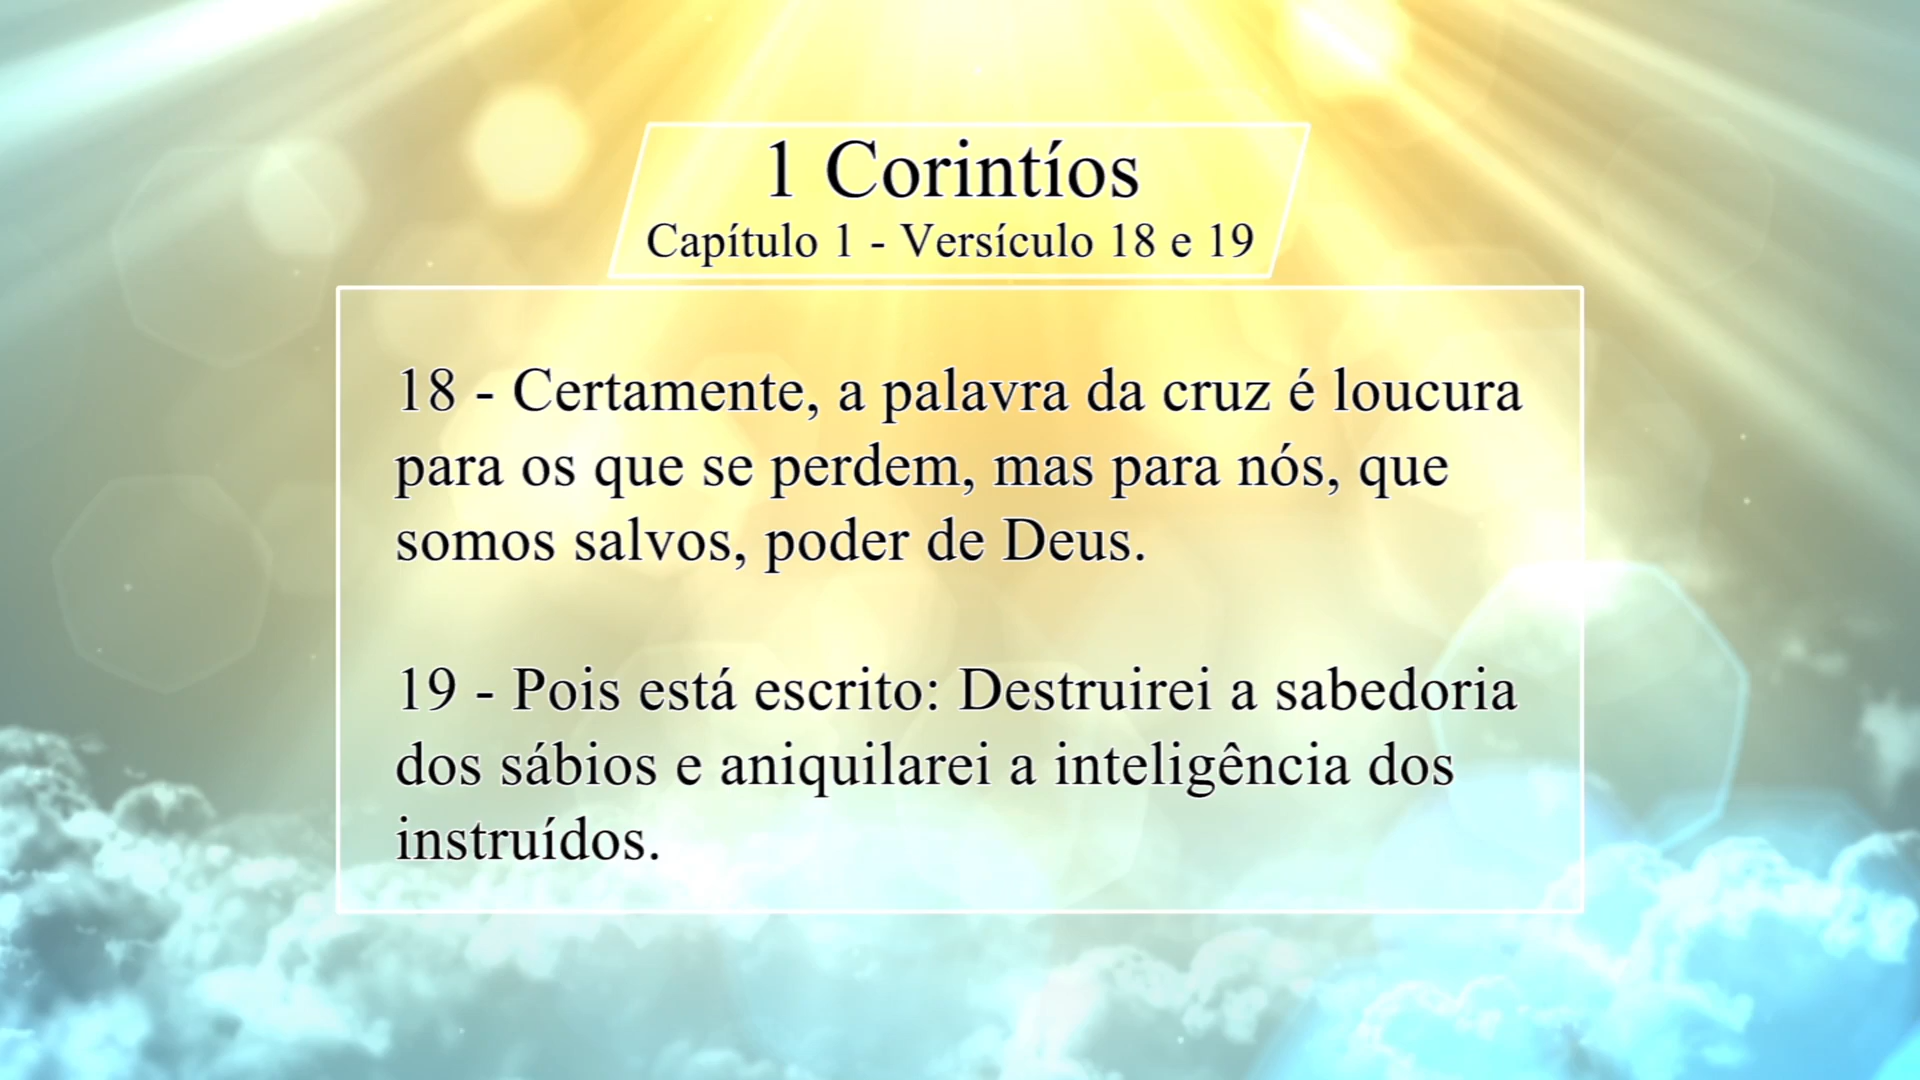 1 Corintíos
Capítulo 1 - Versículo 18 e 19
18 - Certamente, a palavra da cruz é loucura
para os que se perdem, mas para nós, que
somos salvos, poder de Deus.
19 - Pois está escrito: Destruirei a sabedoria
dos sábios e aniquilarei a inteligência dos
instruídos.